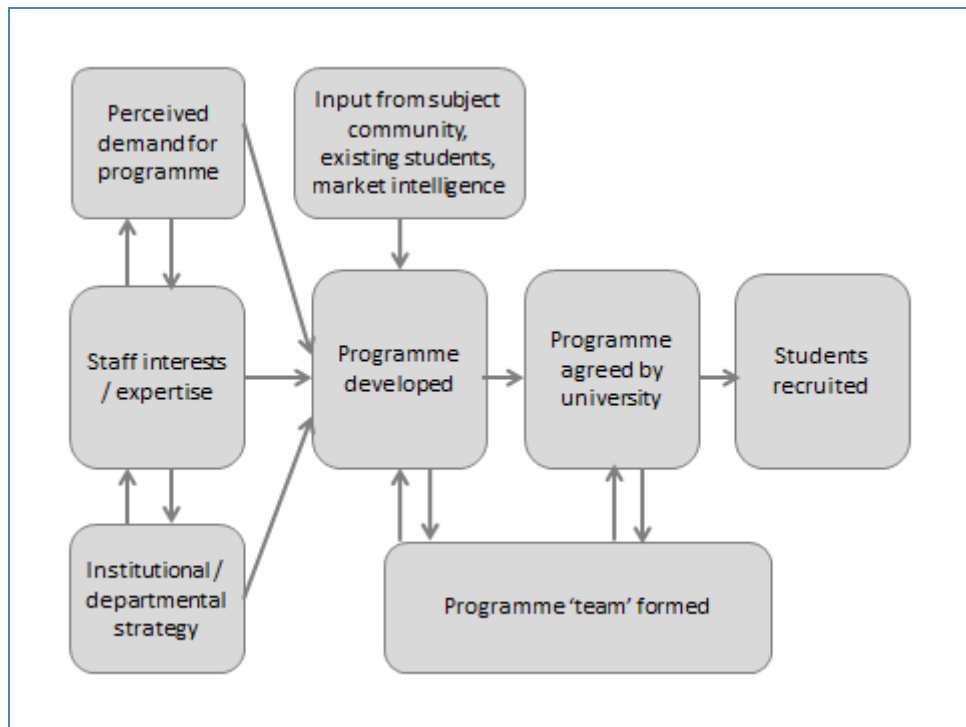 Perceived
demand for
programme
Input from subject
community,
existing students,
market intelligence
Staff interests
/ expertise
Programme
developed
Programme
agreed by
university
Students
recruited
Institutional /
departmental
strategy
Programme ‘team’ formed